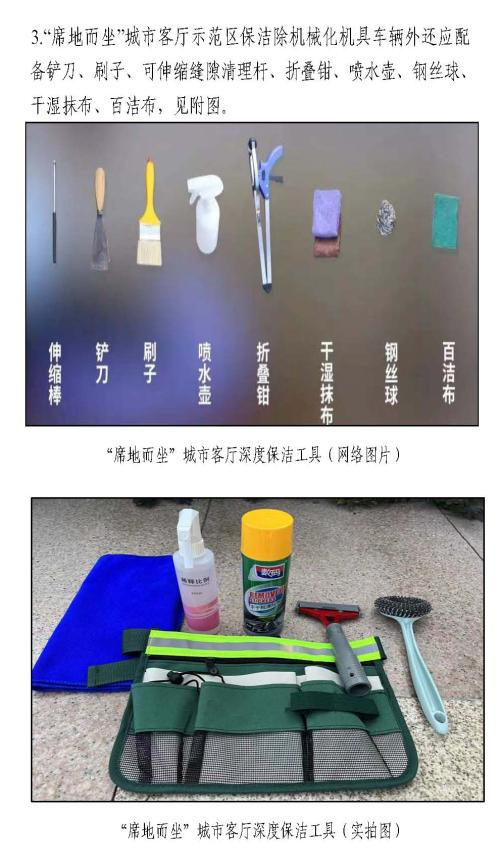 3.“席地而坐”城市客厅示范区保洁除机械化机具车辆外还应配
备铲刀、刷子、可伸缩缝隙清理杆、折叠钳、喷水壶、钢丝球、
干湿抹布、百洁布，见附图。
伸缩棒
铲刀
刷子
喷水壶
折叠钳
干湿抹布
钢丝球
百洁布
“席地而坐”城市客厅深度保洁工具（网络图片）
稀释比例
“席地而坐”城市客厅深度保洁工具（实拍图）